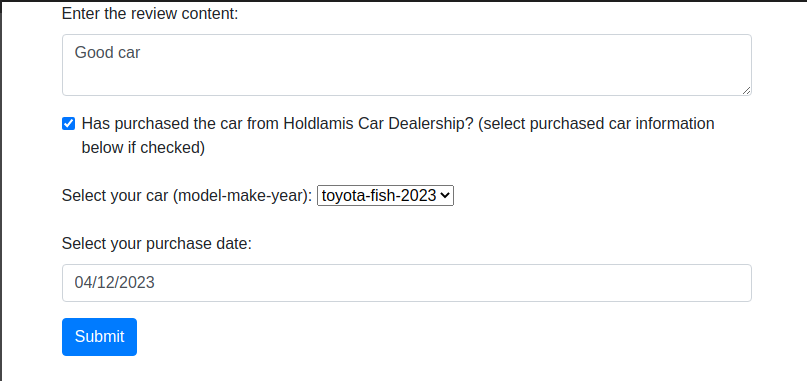 Enter the review content:
Good car
Has purchased the car from Holdlamis Car Dealership? (select purchased car information
below if checked)
Select your car (model-make-year): toyota-fish-2023
Select your purchase date:
04/12/2023
Submit